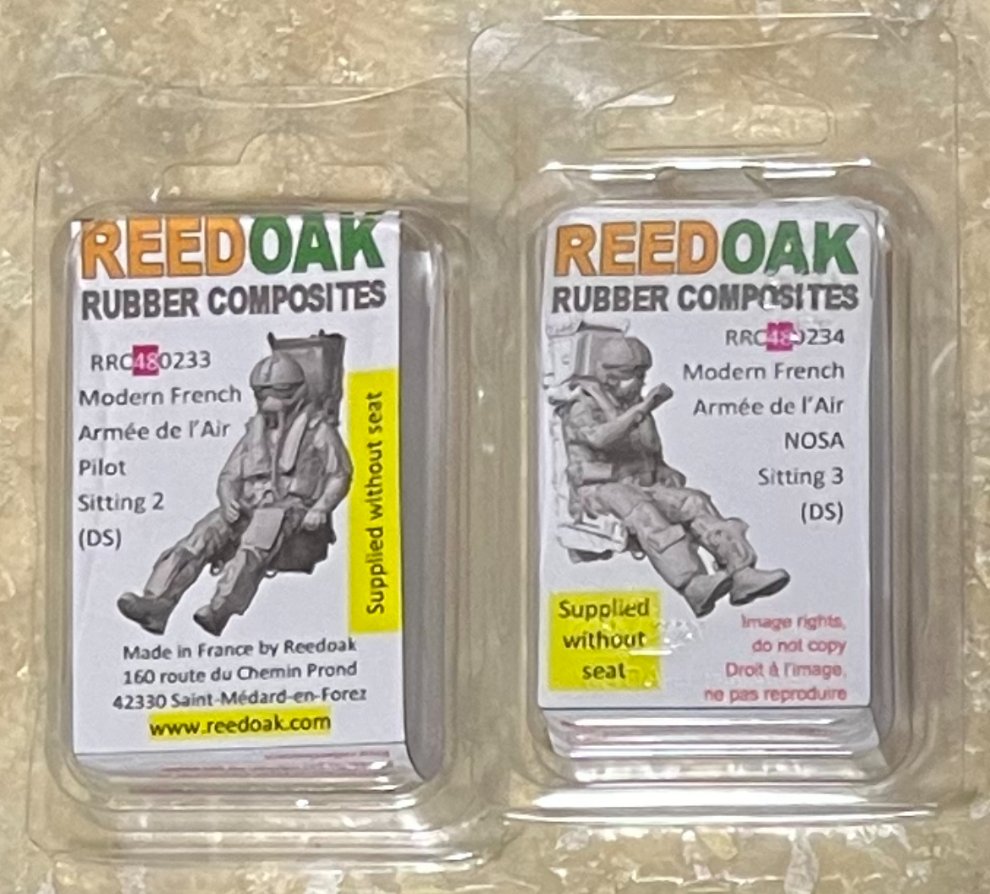 REEDOAK
RUBBER COMPOSITES
RRC480233
Modern French
Armée de l'Air
Pilot
Sitting 2
(DS)
Supplied without seat
Made in France by Reedoak
160 route du Chemin Prond
42330 Saint-Médard-en-Forez
www.reedoak.com
REEDOAK
RUBBER COMPOSITES
RRC480234
Modern French
Armée de l'Air
NOSA
Sitting 3
(DS)
Supplied
without
seat
Image rights,
do not copy
Droit à l'image,
ne pas reproduire